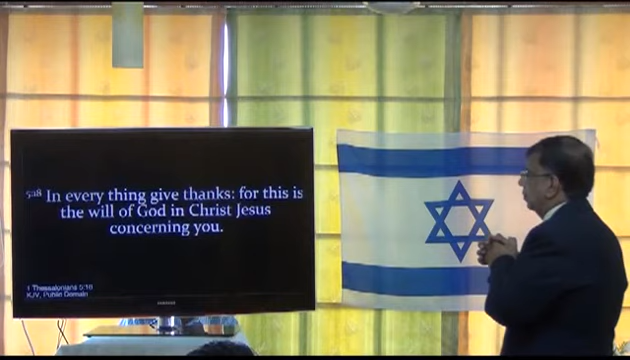 5:18 In every thing give thanks: for this is
the will of God in Christ Jesus
concerning you.
1 Thessalonians 5:18
KJV, Public Domain
SAMSUNG